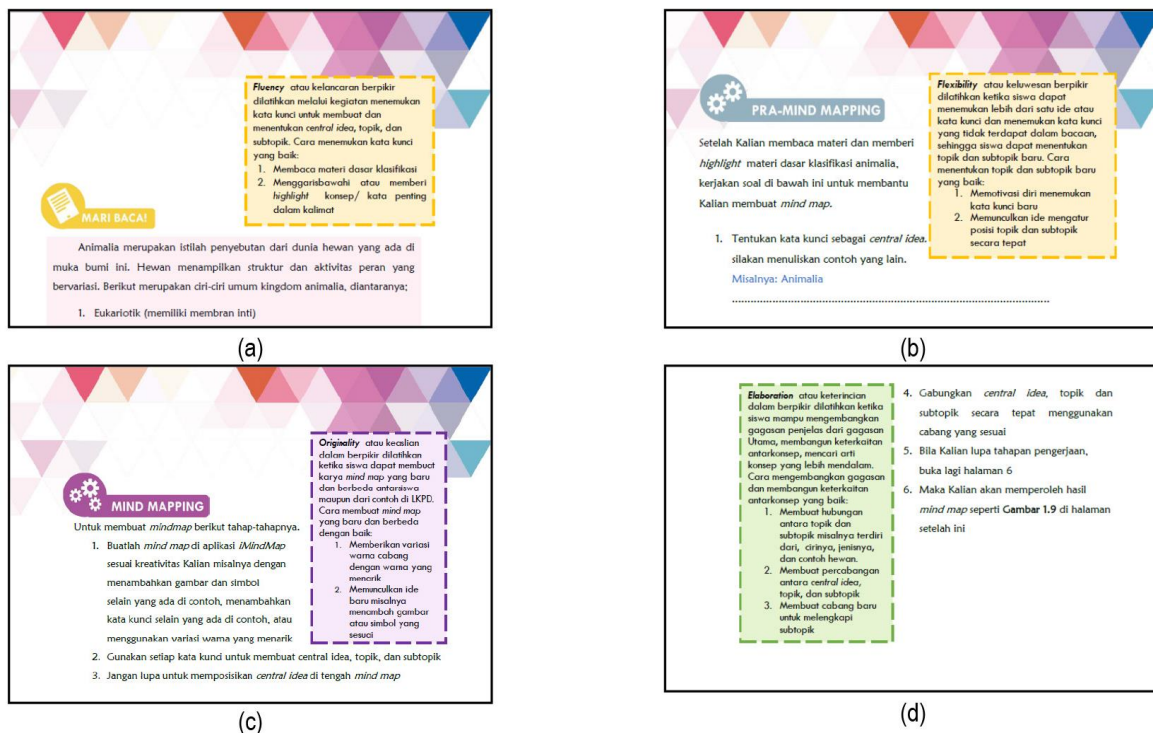 Fluency atau kelancaran berpikir
dilatihkan melalui kegiatan menemukan
kata kunci untuk membuat dan
menentukan central idea, topik, dan
subtopik. Cara menemukan kata kunci
yang baik:
1. Membaca materi dasar klasifikasi
2. Menggarisbawahi atau memberi
highlight konsep/ kata penting
dalam kalimat
MARI BACA!
Animalia merupakan istilah penyebutan dari dunia hewan yang ada di
muka bumi ini. Hewan menampilkan struktur dan aktivitas peran yang
bervariasi. Berikut merupakan ciri-ciri umum kingdom animalia, diantaranya;
1. Eukariotik (memiliki membran inti)
(a)
PRA-MIND MAPPING
Setelah Kalian membaca materi dan memberi
highlight materi dasar klasifikasi animalia,
kerjakan soal di bawah ini untuk membantu
Kalian membuat mind map.
1. Tentukan kata kunci sebagai central idea.
silakan menuliskan contoh yang lain.
Misalnya: Animalia
Flexibility atau keluwesan berpikir
dilatihkan ketika siswa dapat
menemukan lebih dari satu ide atau
kata kunci dan menemukan kata kunci
yang tidak terdapat dalam bacaan,
sehingga siswa dapat menentukan
topik dan subtopik baru. Cara
menentukan topik dan subtopik baru
yang baik:
1. Memotivasi diri menemukan
kata kunci baru
2. Memunculkan ide mengatur
posisi topik dan subtopik
secara tepat
(b)
MIND MAPPING
Untuk membuat mindmap berikut tahap-tahapnya.
1. Buatlah mind map di aplikasi iMindMap
sesuai kreativitas Kalian misalnya dengan
menambahkan gambar dan simbol
selain yang ada di contoh, menambahkan
kata kunci selain yang ada di contoh, atau
menggunakan variasi warna yang menarik
2. Gunakan setiap kata kunci untuk membuat central idea, topik, dan subtopik
3. Jangan lupa untuk memposisikan central idea di tengah mind map
Originality atau keaslian
dalam berpikir dilatihkan
ketika siswa dapat membuat
karya mind map yang baru
dan berbeda antarsiswa
maupun dari contoh di LKPD.
Cara membuat mind map
yang baru dan berbeda
dengan baik:
1. Memberikan variasi
warna cabang
dengan warna yang
menarik
2. Memunculkan ide
baru misalnya
menambah gambar
atau simbol yang
sesuai
(c)
Elaboration atau keterincian
dalam berpikir dilatihkan ketika
siswa mampu mengembangkan
gagasan penjelas dari gagasan
Utama, membangun keterkaitan
antarkonsep, mencari arti
konsep yang lebih mendalam.
Cara mengembangkan gagasan
dan membangun keterkaitan
antarkonsep yang baik:
1. Membuat hubungan
antara topik dan
subtopik misalnya terdiri
dari, cirinya, jenisnya,
dan contoh hewan.
2. Membuat percabangan
antara central idea,
topik, dan subtopik
3. Membuat cabang baru
untuk melengkapi
subtopik
4. Gabungkan central idea, topik dan
subtopik secara tepat menggunakan
cabang yang sesuai
5. Bila Kalian lupa tahapan pengerjaan,
buka lagi halaman 6
6. Maka Kalian akan memperoleh hasil
mind map seperti Gambar 1.9 di halaman
setelah ini
(d)